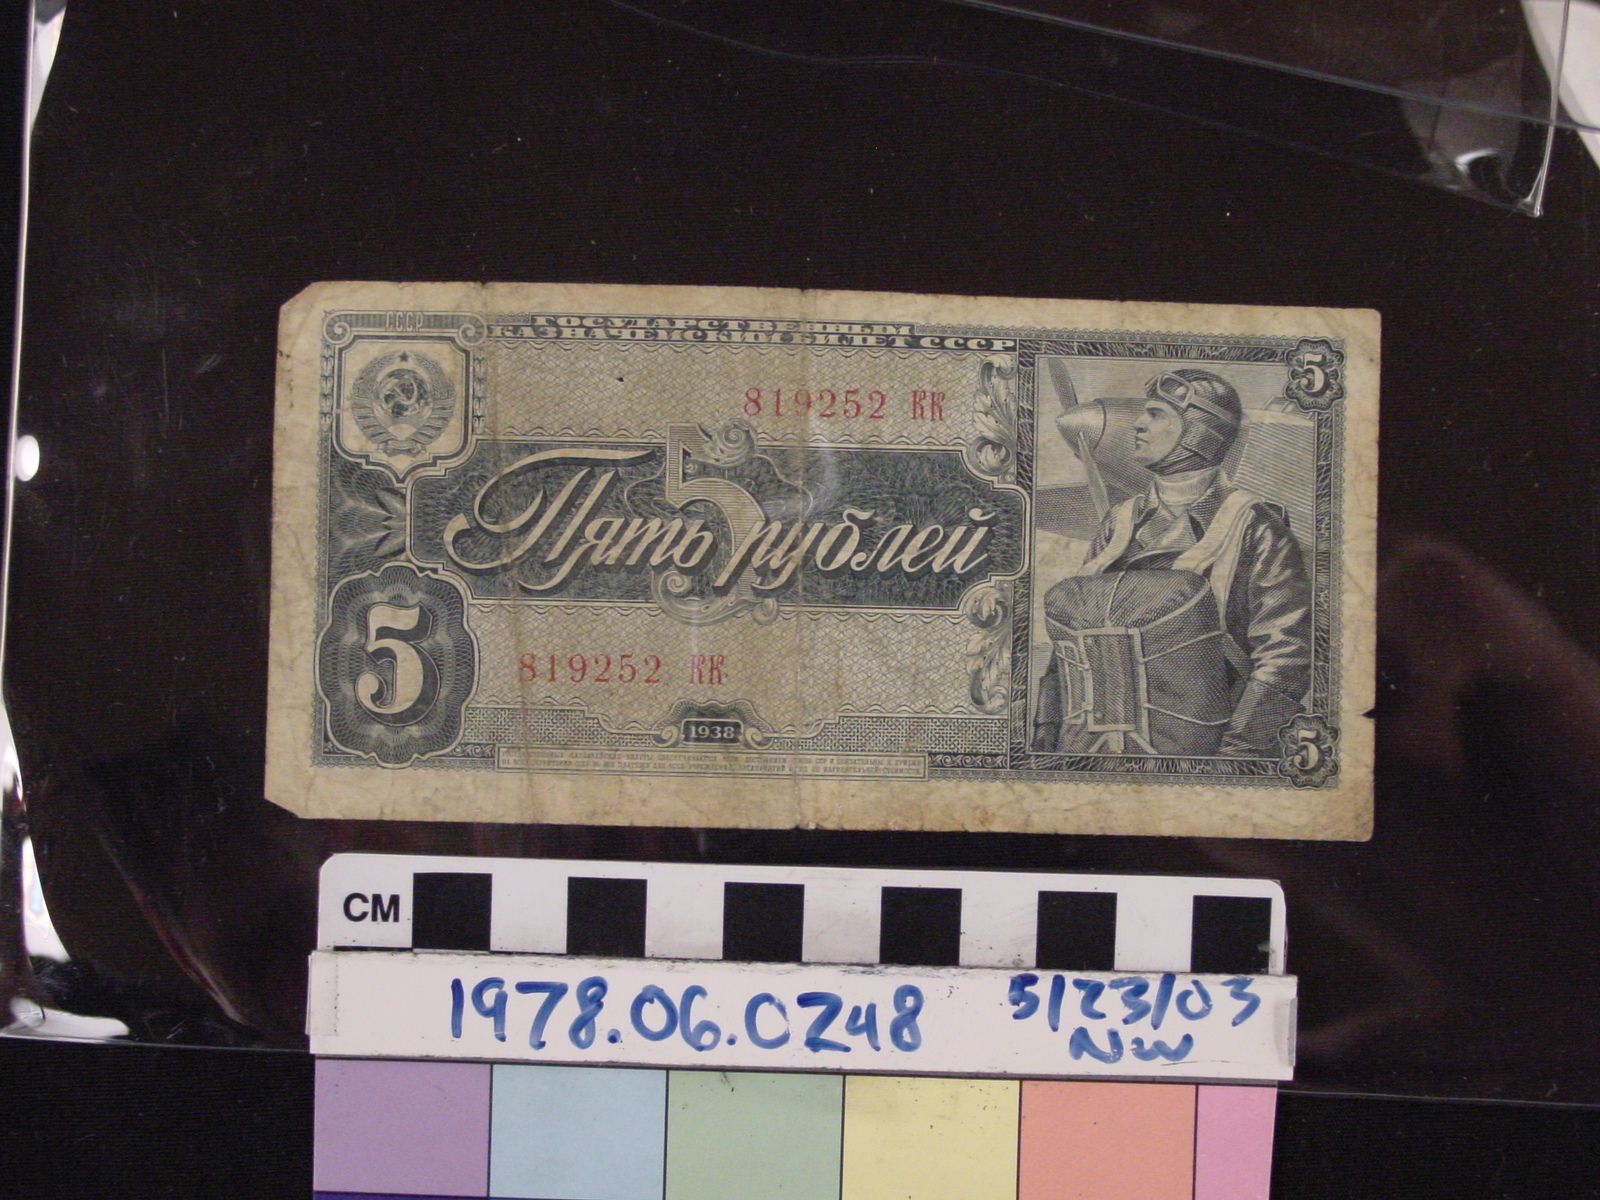 СССР
ГОСУДАРСТВЕННЫЙ
КАЗНАЧЕЙСКИЙ БИЛЕТ СССР
5
819252 КК
5
Пять рублей
5
819252 КК
1938
5
CM
1978.06.0248
5/23/03
NW